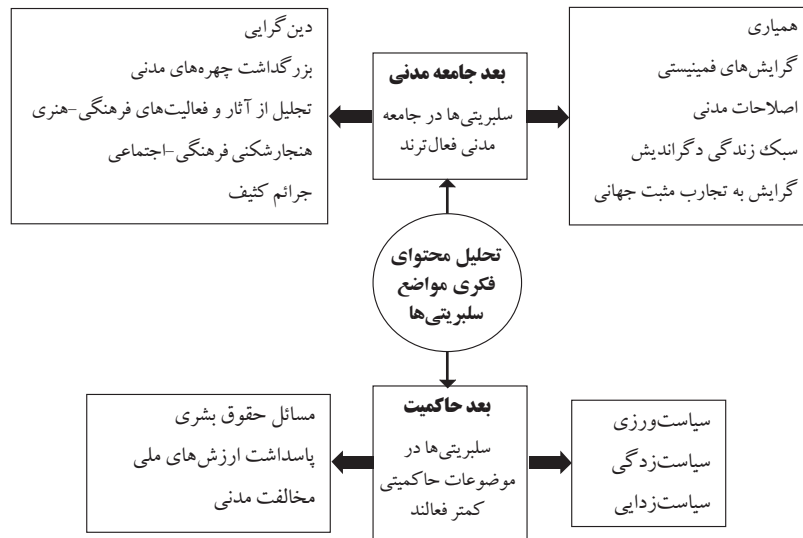 همیاری
گرایش‌های فمینیستی
اصلاحات مدنی
سبک زندگی دگراندیش
گرایش به تجارب مثبت جهانی
بعد جامعه مدنی
سلبریتی‌ها در جامعه
مدنی فعال‌ترند
دین‌گرایی
بزرگداشت چهره‌های مدنی
تجلیل از آثار و فعالیت‌های فرهنگی-هنری
هنجارشکنی فرهنگی-اجتماعی
جرائم کثیف
تحلیل محتوای
فکری مواضع
سلبریتی‌ها
سیاست‌ورزی
سیاست‌زدگی
سیاست‌زدایی
بعد حاکمیت
سلبریتی‌ها در
موضوعات حاکمیتی
کمتر فعالند
مسائل حقوق بشری
پاسداشت ارزش‌های ملی
مخالفت مدنی